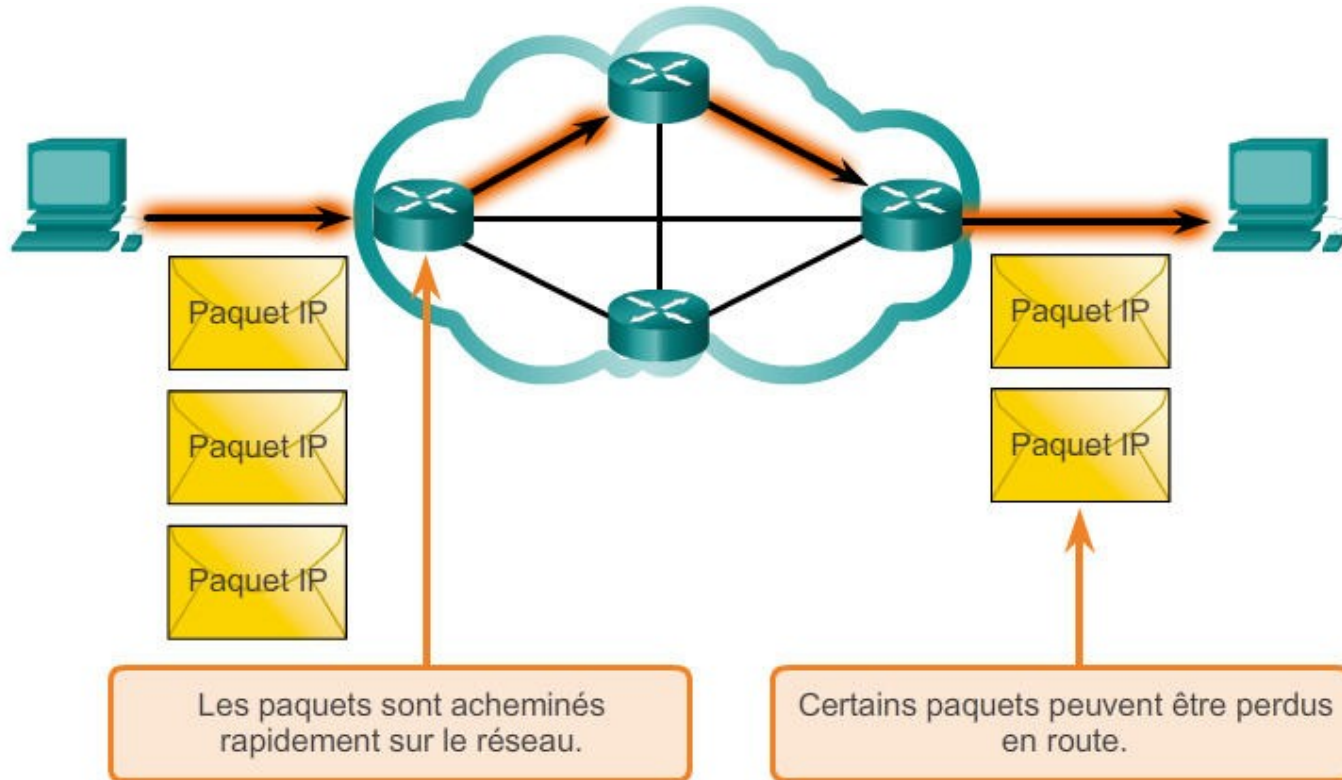 Paquet IP
Paquet IP
Paquet IP
Paquet IP
Paquet IP
Les paquets sont acheminés
rapidement sur le réseau.
Certains paquets peuvent être perdus
en route.